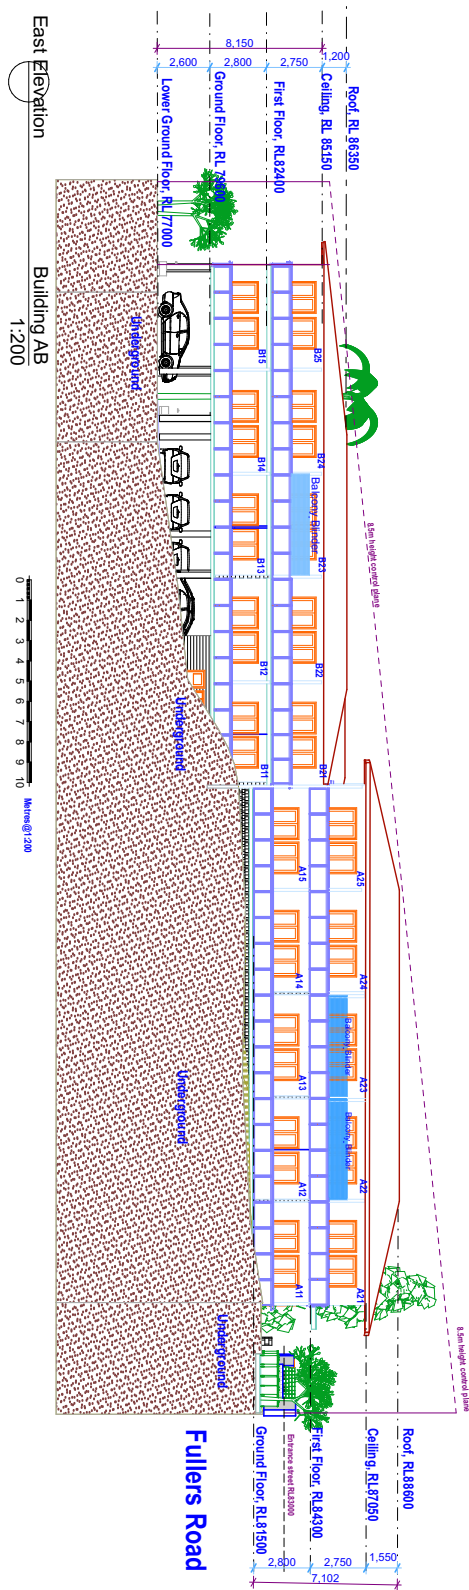 East Elevation
Building AB
1:200
8,150
2,600
2,800
2,750
1,200
Roof, RL 86350
Ceiling, RL 85150
First Floor, RL82400
Ground Floor, RL 79600
Lower Ground Floor, RL 77000
8.5m height control plane
B25
B24
B23
B22
B21
Balcony Blinder
B15
B14
B13
B12
B11
Underground
Underground
A25
A24
A23
A22
A21
Balcony Blinder
Balcony Blinder
A15
A14
A13
A12
A11
Underground
Underground
8.5m height control plane
Roof, RL88600
Ceiling, RL87050
First Floor, RL84300
Entrance street RL83000
Ground Floor, RL81500
1,550
2,750
2,800
7,102
Fullers Road
0 1 2 3 4 5 6 7 8 9 10
Metres@1:200